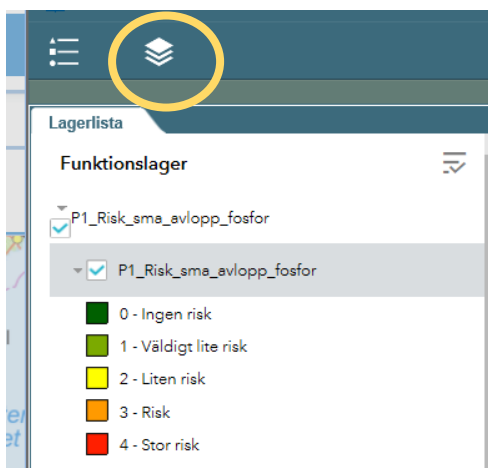 Lagerlista
Funktionslager
P1_Risk_sma_avlopp_fosfor
P1_Risk_sma_avlopp_fosfor
0 - Ingen risk
1 - Väldigt lite risk
2 - Liten risk
3 - Risk
4 - Stor risk